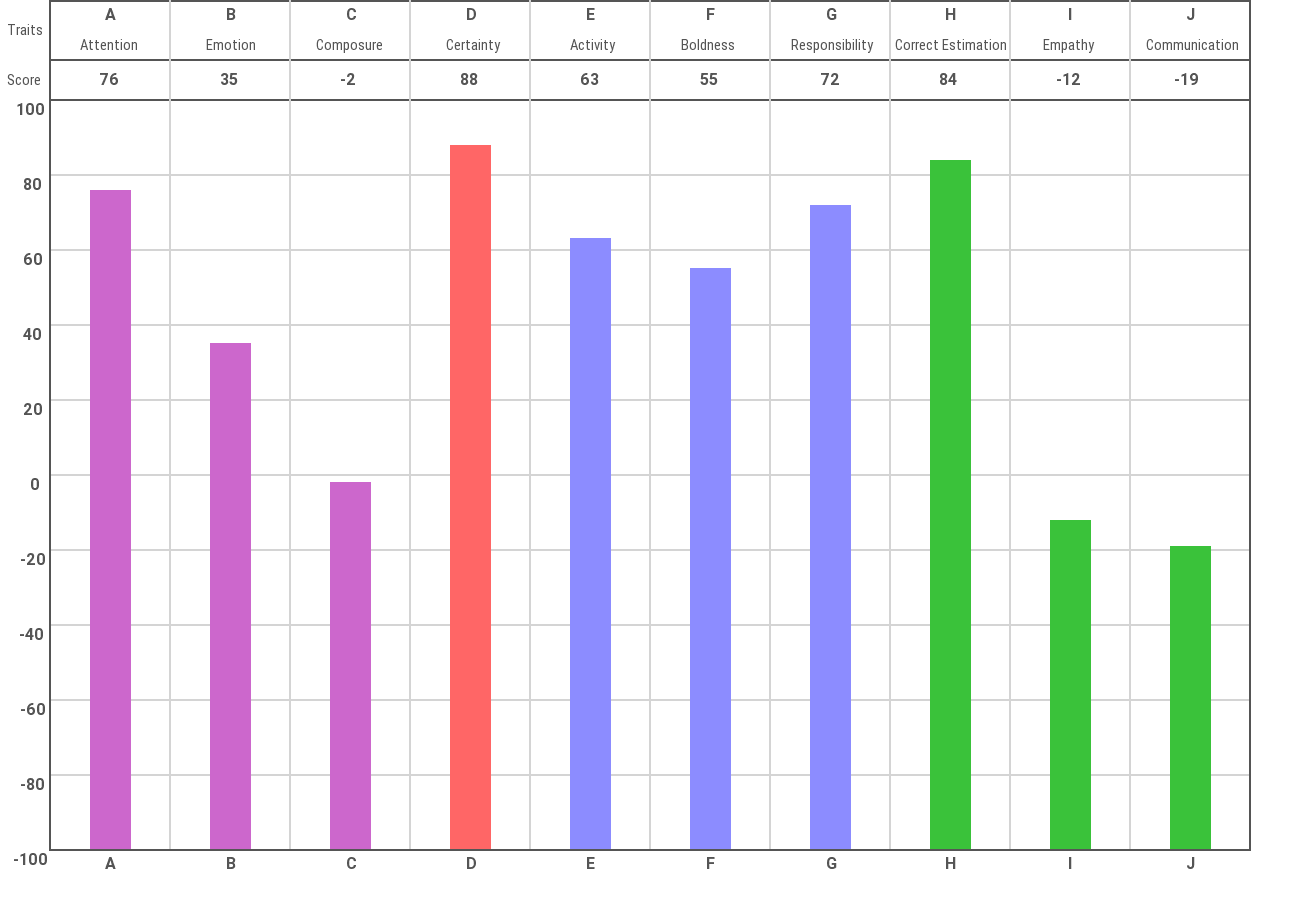 A B C D E F G H I J
Traits
Attention Emotion Composure Certainty Activity Boldness Responsibility Correct Estimation Empathy Communication
Score 76 35 -2 88 63 55 72 84 -12 -19
100
80
60
40
20
0
-20
-40
-60
-80
-100
A B C D E F G H I J